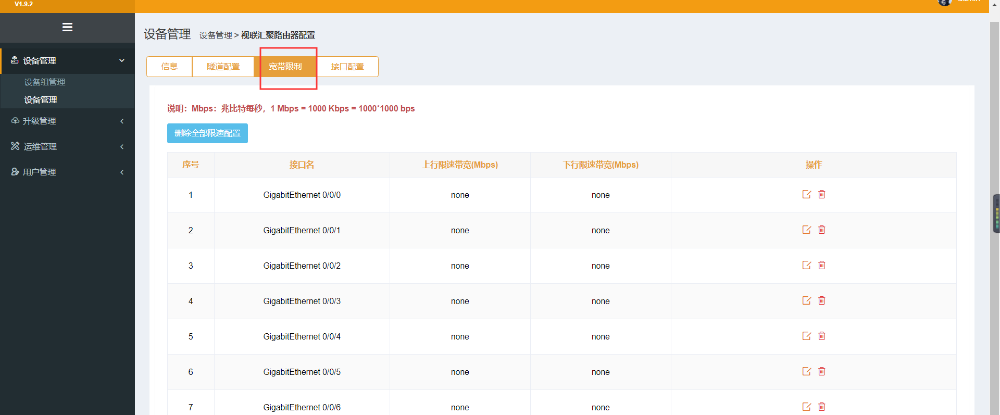 V1.9.2
设备管理
设备组管理
设备管理
升级管理
运维管理
用户管理
设备管理 设备管理 > 视联汇聚路由器配置
信息 隧道配置 宽带限制 接口配置
说明：Mbps：兆比特每秒，1 Mbps = 1000 Kbps = 1000*1000 bps
删除全部限速配置
序号 接口名 上行限速带宽(Mbps) 下行限速带宽(Mbps) 操作
1 GigabitEthernet 0/0/0 none none
2 GigabitEthernet 0/0/1 none none
3 GigabitEthernet 0/0/2 none none
4 GigabitEthernet 0/0/3 none none
5 GigabitEthernet 0/0/4 none none
6 GigabitEthernet 0/0/5 none none
7 GigabitEthernet 0/0/6 none none